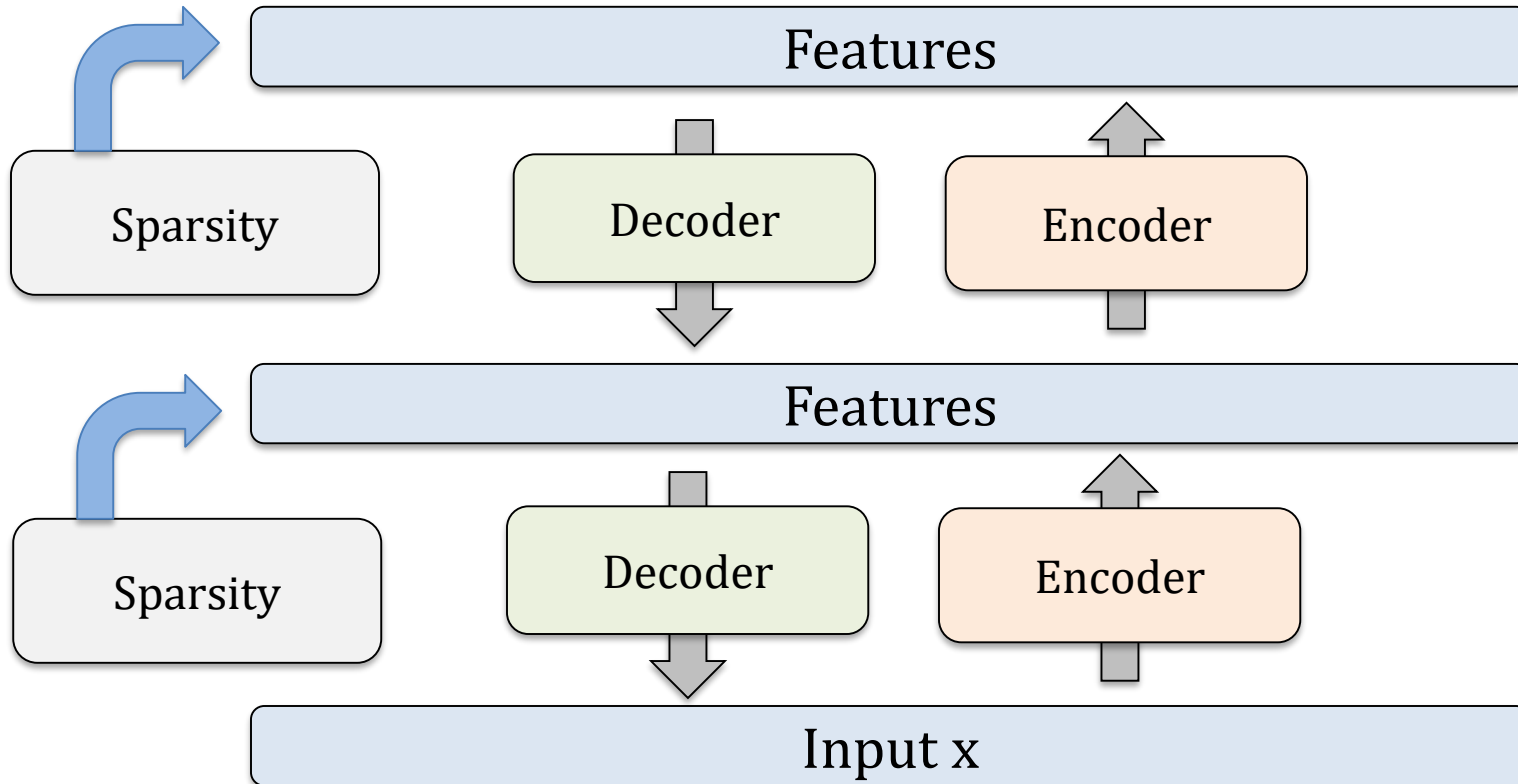 Features
Sparsity
Decoder
Encoder
Features
Sparsity
Decoder
Encoder
Input x